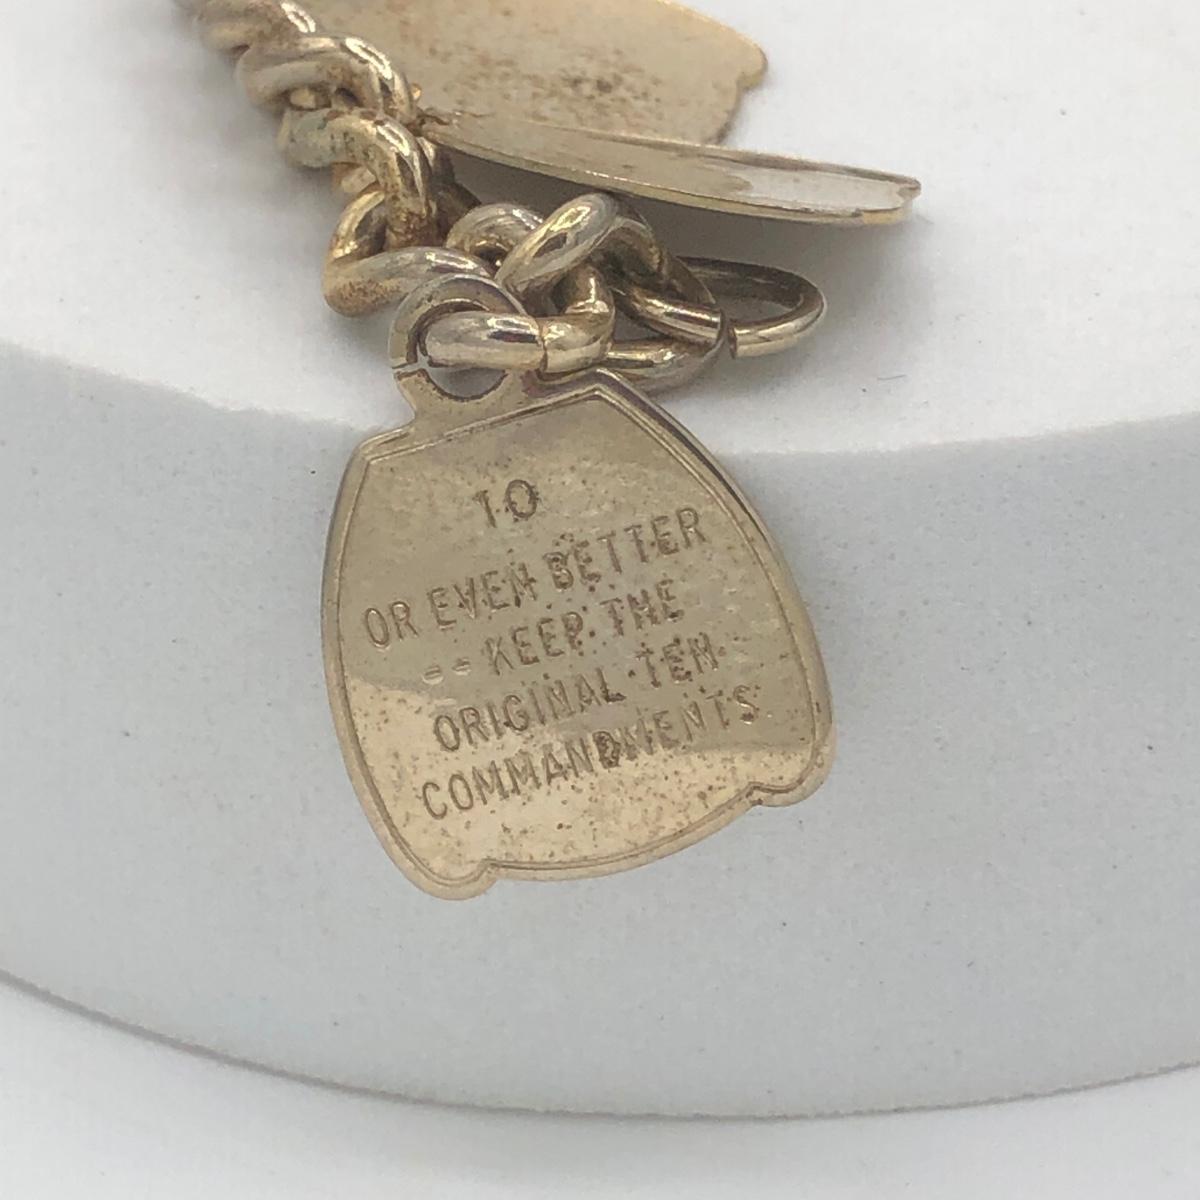 10
OR EVEN BETTER
-- KEEP THE
ORIGINAL TEN
COMMANDMENTS